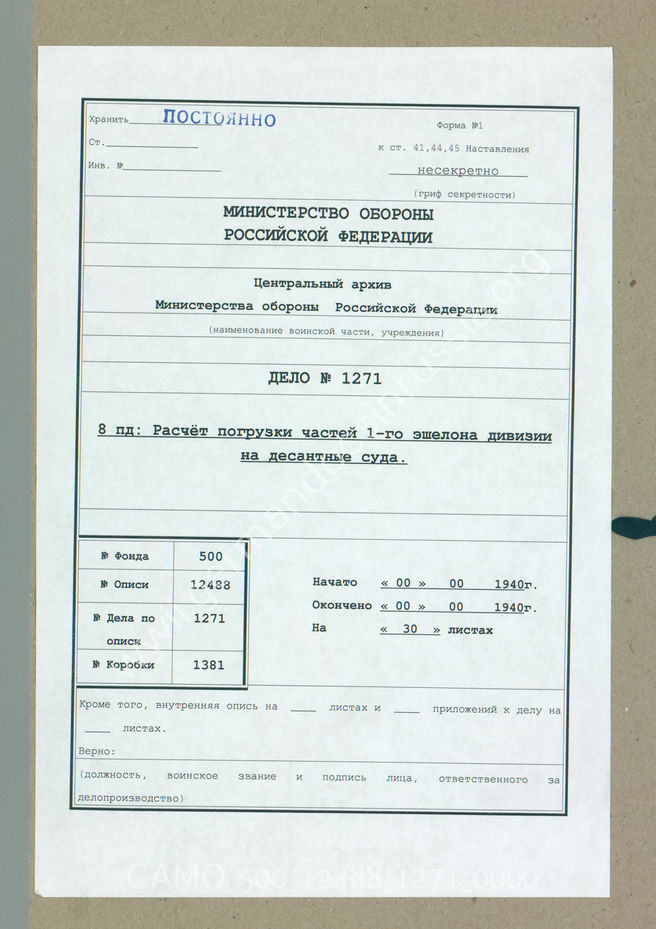 Хранить ПОСТОЯННО
Форма №1
Ст.
к ст. 41,44,45 Наставления
Инв. №
несекретно
(гриф секретности)
МИНИСТЕРСТВО ОБОРОНЫ
РОССИЙСКОЙ ФЕДЕРАЦИИ
Центральный архив
Министерства обороны Российской Федерации
(наименование воинской части, учреждения)
ДЕЛО № 1271
8 пд: Расчёт погрузки частей 1-го эшелона дивизии
на десантные суда.
№ Фонда 500
№ Описи 12488
№ Дела по описи 1271
№ Коробки 1381
Начато « 00 » 00 1940г.
Окончено « 00 » 00 1940г.
На « 30 » листах
Кроме того, внутренняя опись на ____ листах и ____ приложений к делу на
____ листах.
Верно:
(должность, воинское звание и подпись лица, ответственного за
делопроизводство)
CAMO_500_12488_1271_0000